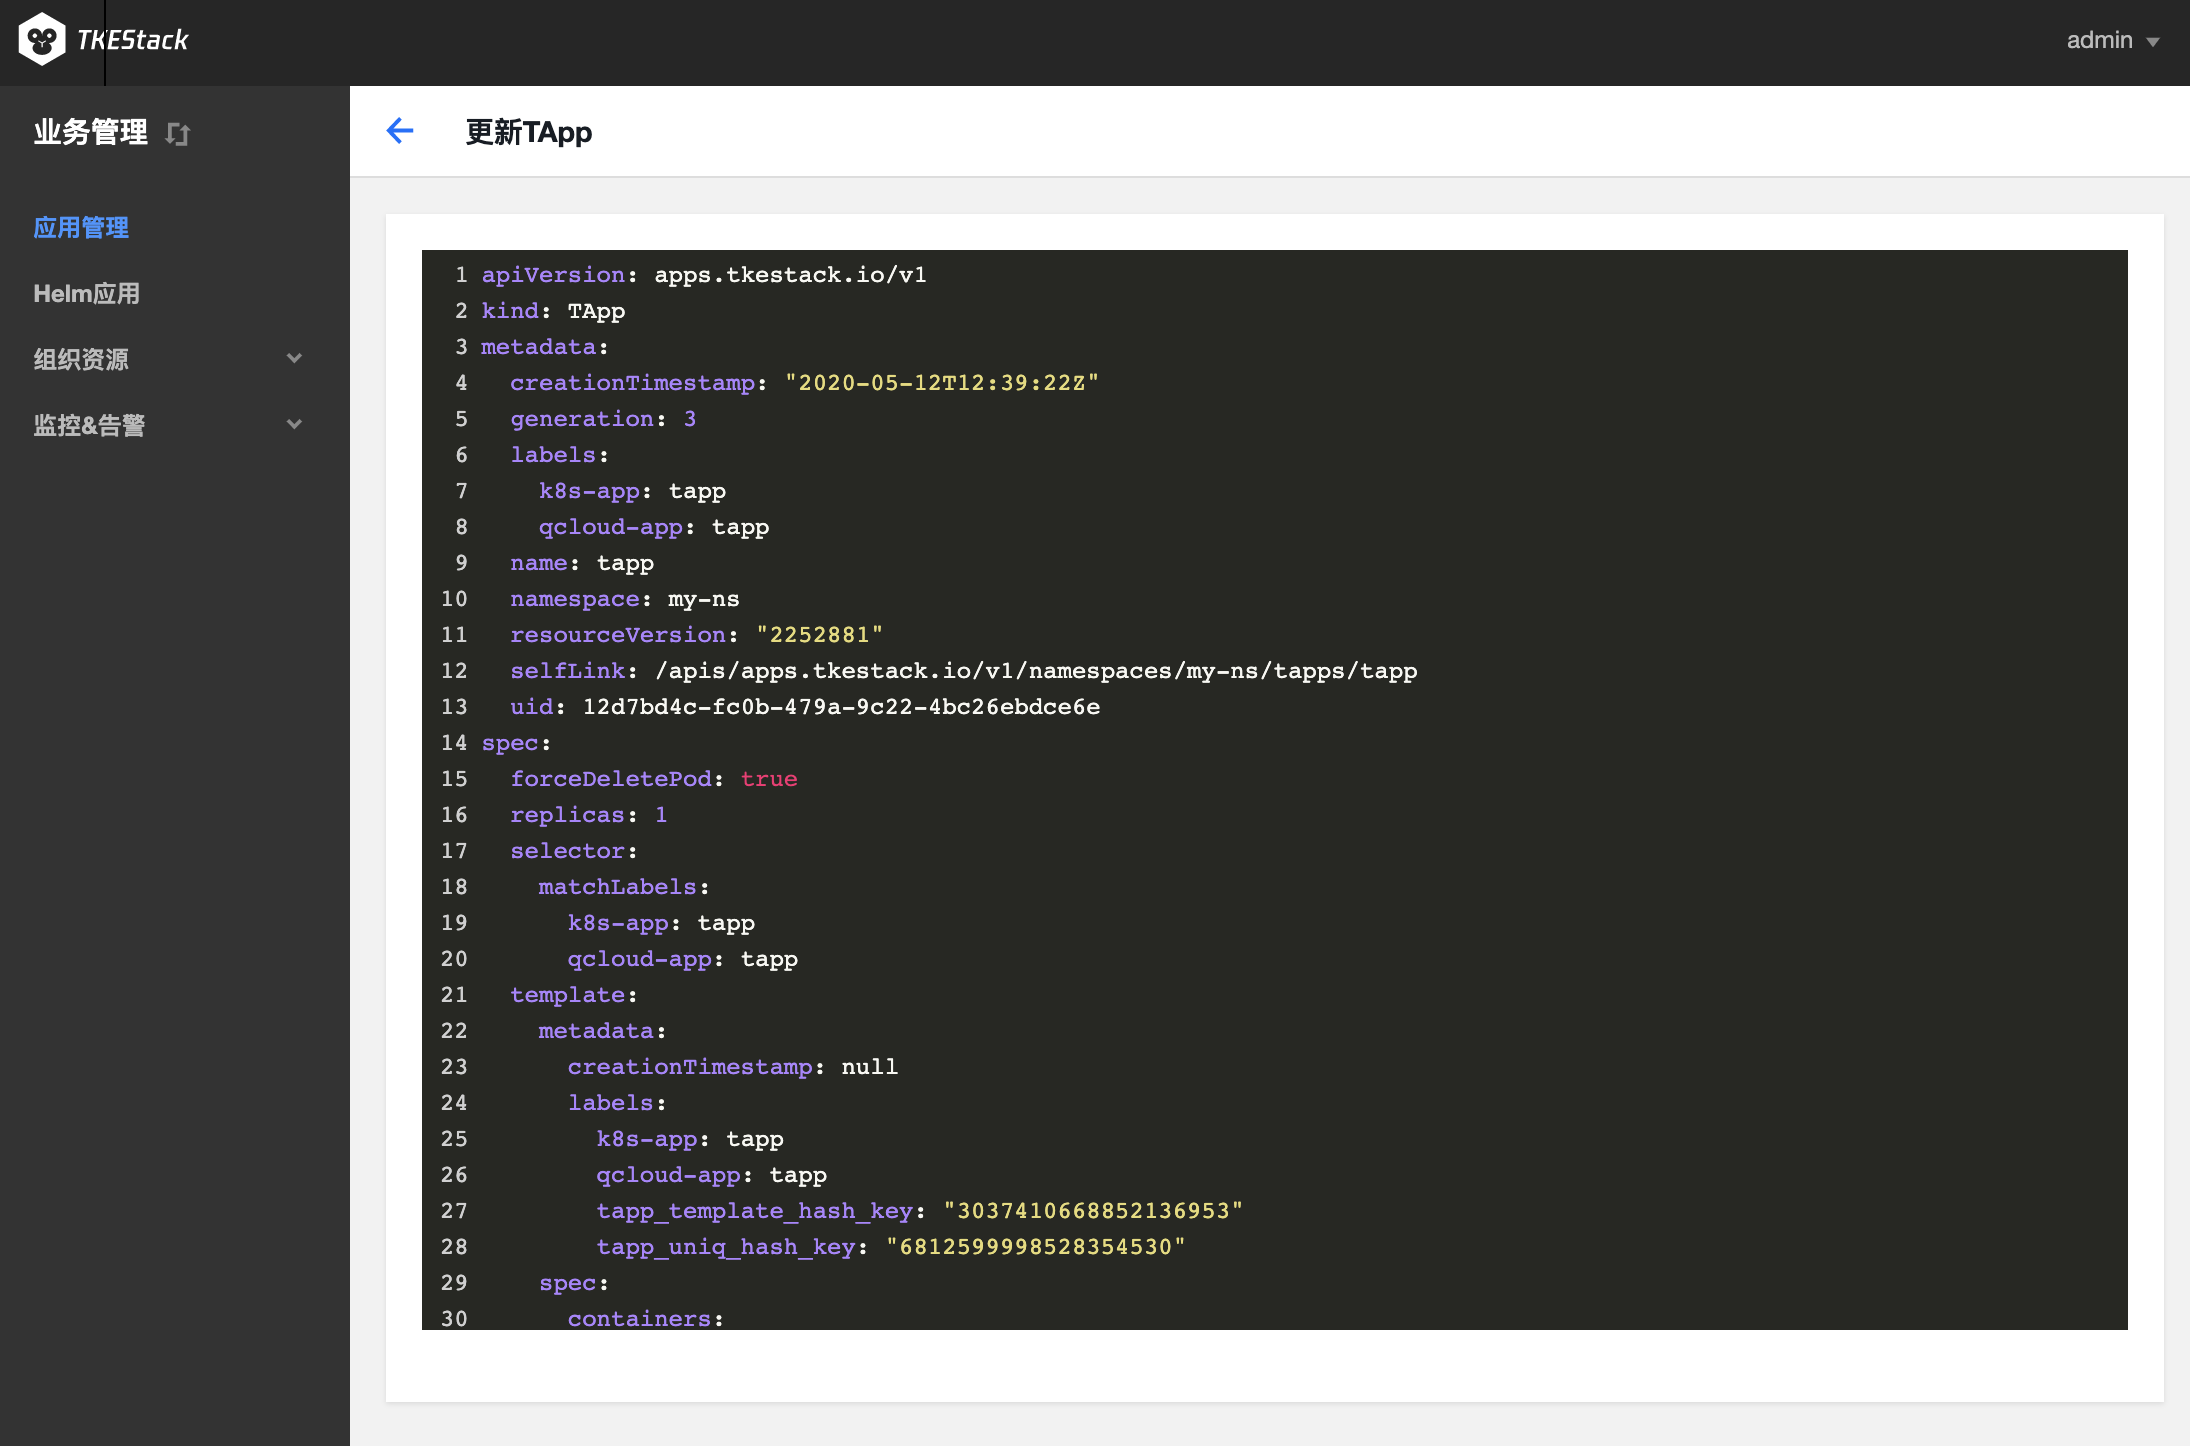 TKEStack
admin
业务管理
应用管理
Helm应用
组织资源
监控&告警
更新TApp
1 apiVersion: apps.tkestack.io/v1
2 kind: TApp
3 metadata:
4   creationTimestamp: "2020-05-12T12:39:22Z"
5   generation: 3
6   labels:
7     k8s-app: tapp
8     qcloud-app: tapp
9   name: tapp
10   namespace: my-ns
11   resourceVersion: "2252881"
12   selfLink: /apis/apps.tkestack.io/v1/namespaces/my-ns/tapps/tapp
13   uid: 12d7bd4c-fc0b-479a-9c22-4bc26ebdce6e
14 spec:
15   forceDeletePod: true
16   replicas: 1
17   selector:
18     matchLabels:
19       k8s-app: tapp
20       qcloud-app: tapp
21   template:
22     metadata:
23       creationTimestamp: null
24       labels:
25         k8s-app: tapp
26         qcloud-app: tapp
27         tapp_template_hash_key: "3037410668852136953"
28         tapp_uniq_hash_key: "6812599998528354530"
29     spec:
30       containers: